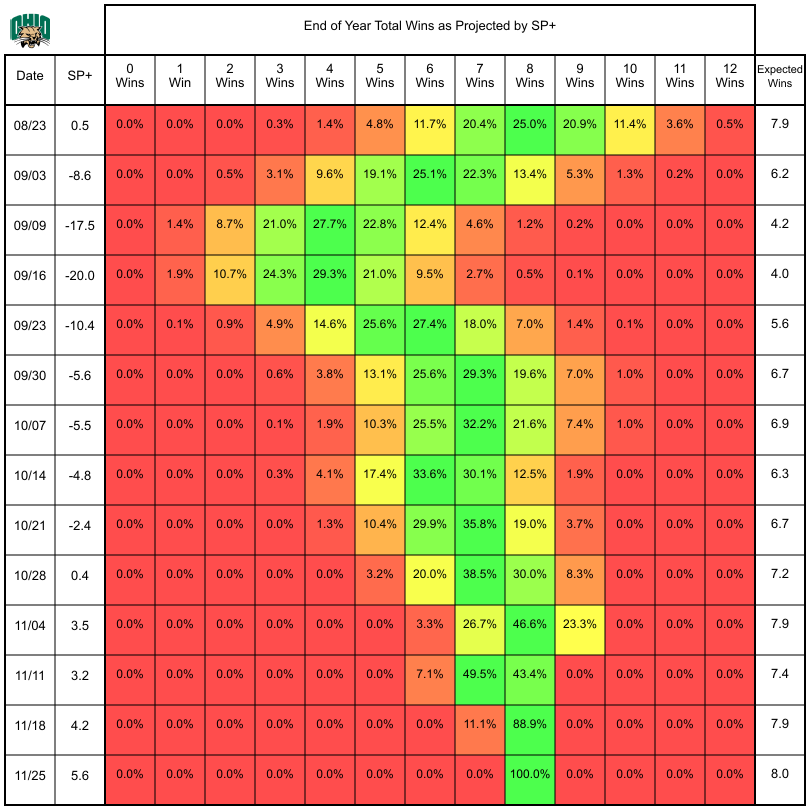 OHIO
End of Year Total Wins as Projected by SP+
Date SP+ 0 Wins 1 Win 2 Wins 3 Wins 4 Wins 5 Wins 6 Wins 7 Wins 8 Wins 9 Wins 10 Wins 11 Wins 12 Wins Expected Wins
08/23 0.5 0.0% 0.0% 0.0% 0.3% 1.4% 4.8% 11.7% 20.4% 25.0% 20.9% 11.4% 3.6% 0.5% 7.9
09/03 -8.6 0.0% 0.0% 0.5% 3.1% 9.6% 19.1% 25.1% 22.3% 13.4% 5.3% 1.3% 0.2% 0.0% 6.2
09/09 -17.5 0.0% 1.4% 8.7% 21.0% 27.7% 22.8% 12.4% 4.6% 1.2% 0.2% 0.0% 0.0% 0.0% 4.2
09/16 -20.0 0.0% 1.9% 10.7% 24.3% 29.3% 21.0% 9.5% 2.7% 0.5% 0.1% 0.0% 0.0% 0.0% 4.0
09/23 -10.4 0.0% 0.1% 0.9% 4.9% 14.6% 25.6% 27.4% 18.0% 7.0% 1.4% 0.1% 0.0% 0.0% 5.6
09/30 -5.6 0.0% 0.0% 0.0% 0.6% 3.8% 13.1% 25.6% 29.3% 19.6% 7.0% 1.0% 0.0% 0.0% 6.7
10/07 -5.5 0.0% 0.0% 0.0% 0.1% 1.9% 10.3% 25.5% 32.2% 21.6% 7.4% 1.0% 0.0% 0.0% 6.9
10/14 -4.8 0.0% 0.0% 0.0% 0.3% 4.1% 17.4% 33.6% 30.1% 12.5% 1.9% 0.0% 0.0% 0.0% 6.3
10/21 -2.4 0.0% 0.0% 0.0% 0.0% 1.3% 10.4% 29.9% 35.8% 19.0% 3.7% 0.0% 0.0% 0.0% 6.7
10/28 0.4 0.0% 0.0% 0.0% 0.0% 0.0% 3.2% 20.0% 38.5% 30.0% 8.3% 0.0% 0.0% 0.0% 7.2
11/04 3.5 0.0% 0.0% 0.0% 0.0% 0.0% 0.0% 3.3% 26.7% 46.6% 23.3% 0.0% 0.0% 0.0% 7.9
11/11 3.2 0.0% 0.0% 0.0% 0.0% 0.0% 0.0% 7.1% 49.5% 43.4% 0.0% 0.0% 0.0% 0.0% 7.4
11/18 4.2 0.0% 0.0% 0.0% 0.0% 0.0% 0.0% 0.0% 11.1% 88.9% 0.0% 0.0% 0.0% 0.0% 7.9
11/25 5.6 0.0% 0.0% 0.0% 0.0% 0.0% 0.0% 0.0% 0.0% 100.0% 0.0% 0.0% 0.0% 0.0% 8.0